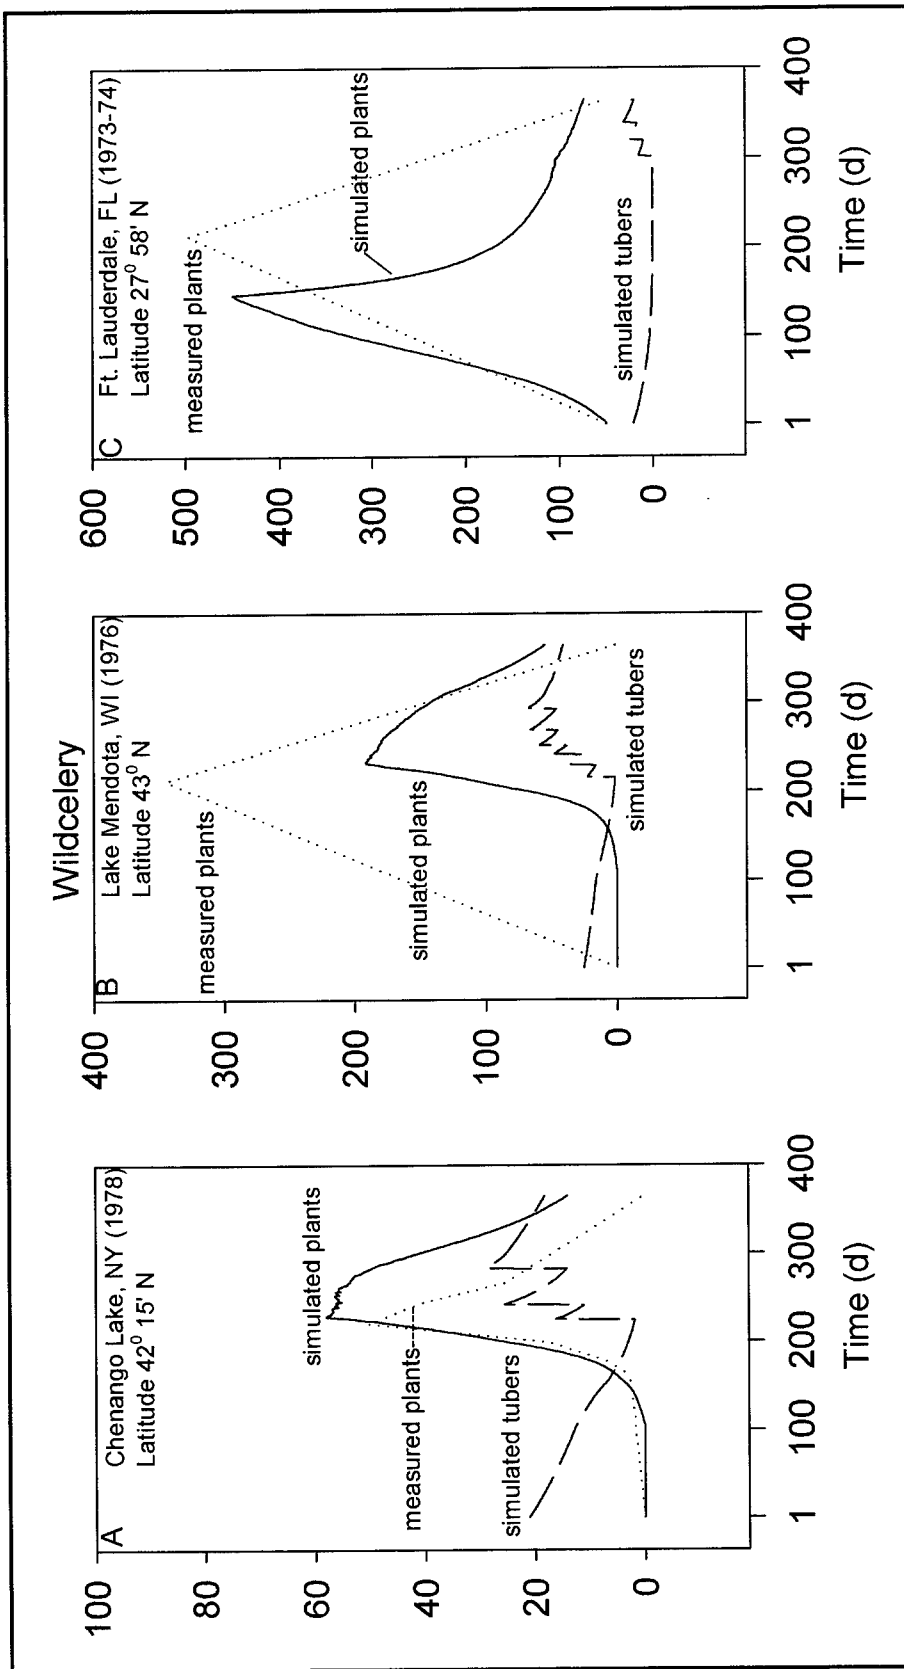 Wildcelery
A
Chenango Lake, NY (1978)
Latitude 42⁰ 15' N
100
80
60
40
20
0
simulated plants
measured plants
simulated tubers
1
100
200
300
400
Time (d)
B
Lake Mendota, WI (1976)
Latitude 43⁰ N
400
300
200
100
0
measured plants
simulated plants
simulated tubers
1
100
200
300
400
Time (d)
C
Ft. Lauderdale, FL (1973-74)
Latitude 27⁰ 58' N
600
500
400
300
200
100
0
measured plants
simulated plants
simulated tubers
1
100
200
300
400
Time (d)